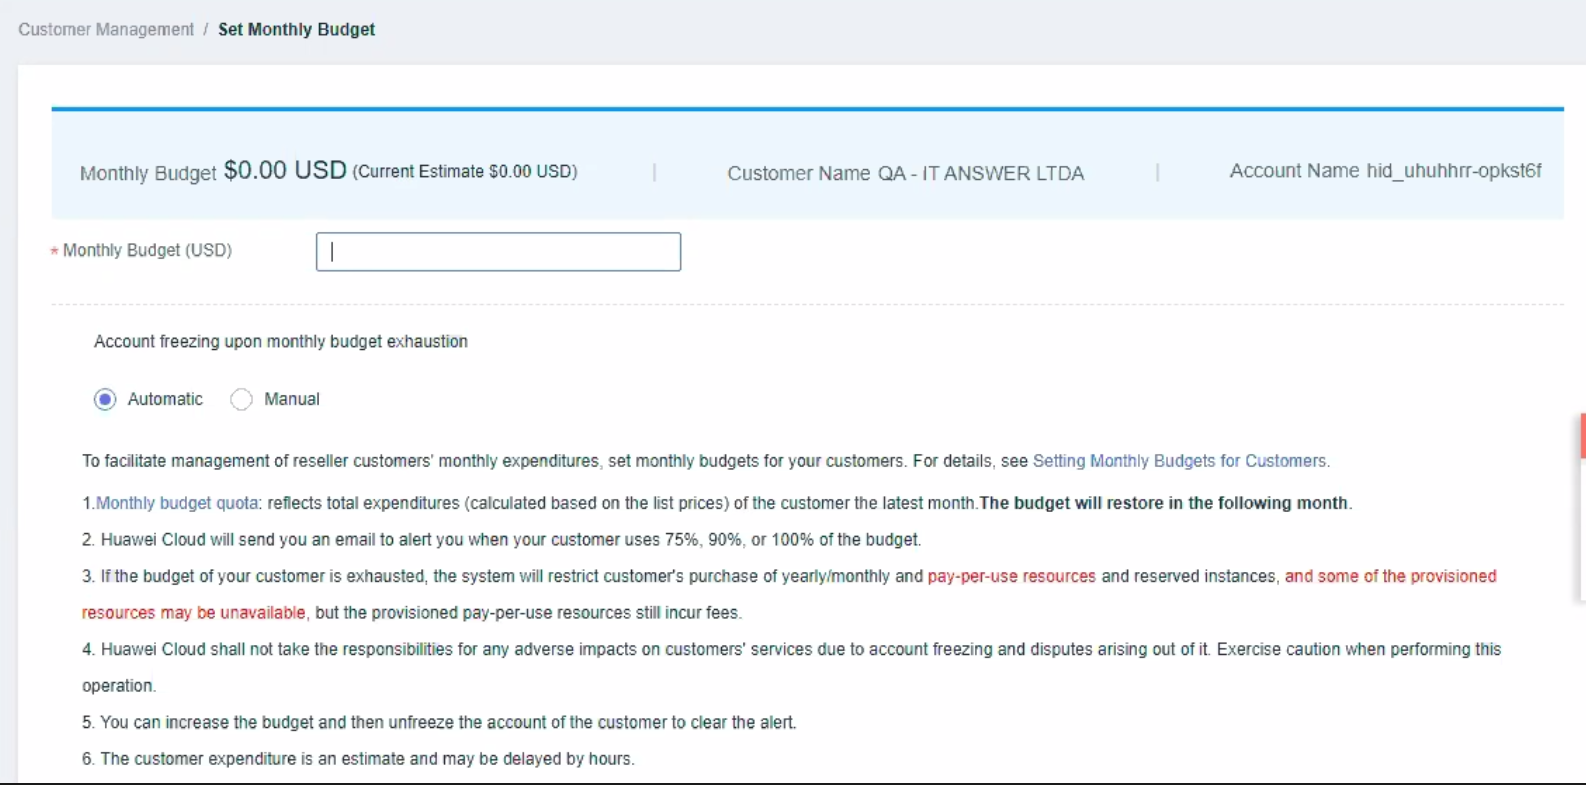 Customer Management / Set Monthly Budget
Monthly Budget $0.00 USD (Current Estimate $0.00 USD) | Customer Name QA - IT ANSWER LTDA | Account Name hid_uhuhhrr-opkst6f
* Monthly Budget (USD)
Account freezing upon monthly budget exhaustion
Automatic Manual
To facilitate management of reseller customers' monthly expenditures, set monthly budgets for your customers. For details, see Setting Monthly Budgets for Customers.
1.Monthly budget quota: reflects total expenditures (calculated based on the list prices) of the customer the latest month.The budget will restore in the following month.
2. Huawei Cloud will send you an email to alert you when your customer uses 75%, 90%, or 100% of the budget.
3. If the budget of your customer is exhausted, the system will restrict customer's purchase of yearly/monthly and pay-per-use resources and reserved instances, and some of the provisioned
resources may be unavailable, but the provisioned pay-per-use resources still incur fees.
4. Huawei Cloud shall not take the responsibilities for any adverse impacts on customers' services due to account freezing and disputes arising out of it. Exercise caution when performing this
operation.
5. You can increase the budget and then unfreeze the account of the customer to clear the alert.
6. The customer expenditure is an estimate and may be delayed by hours.